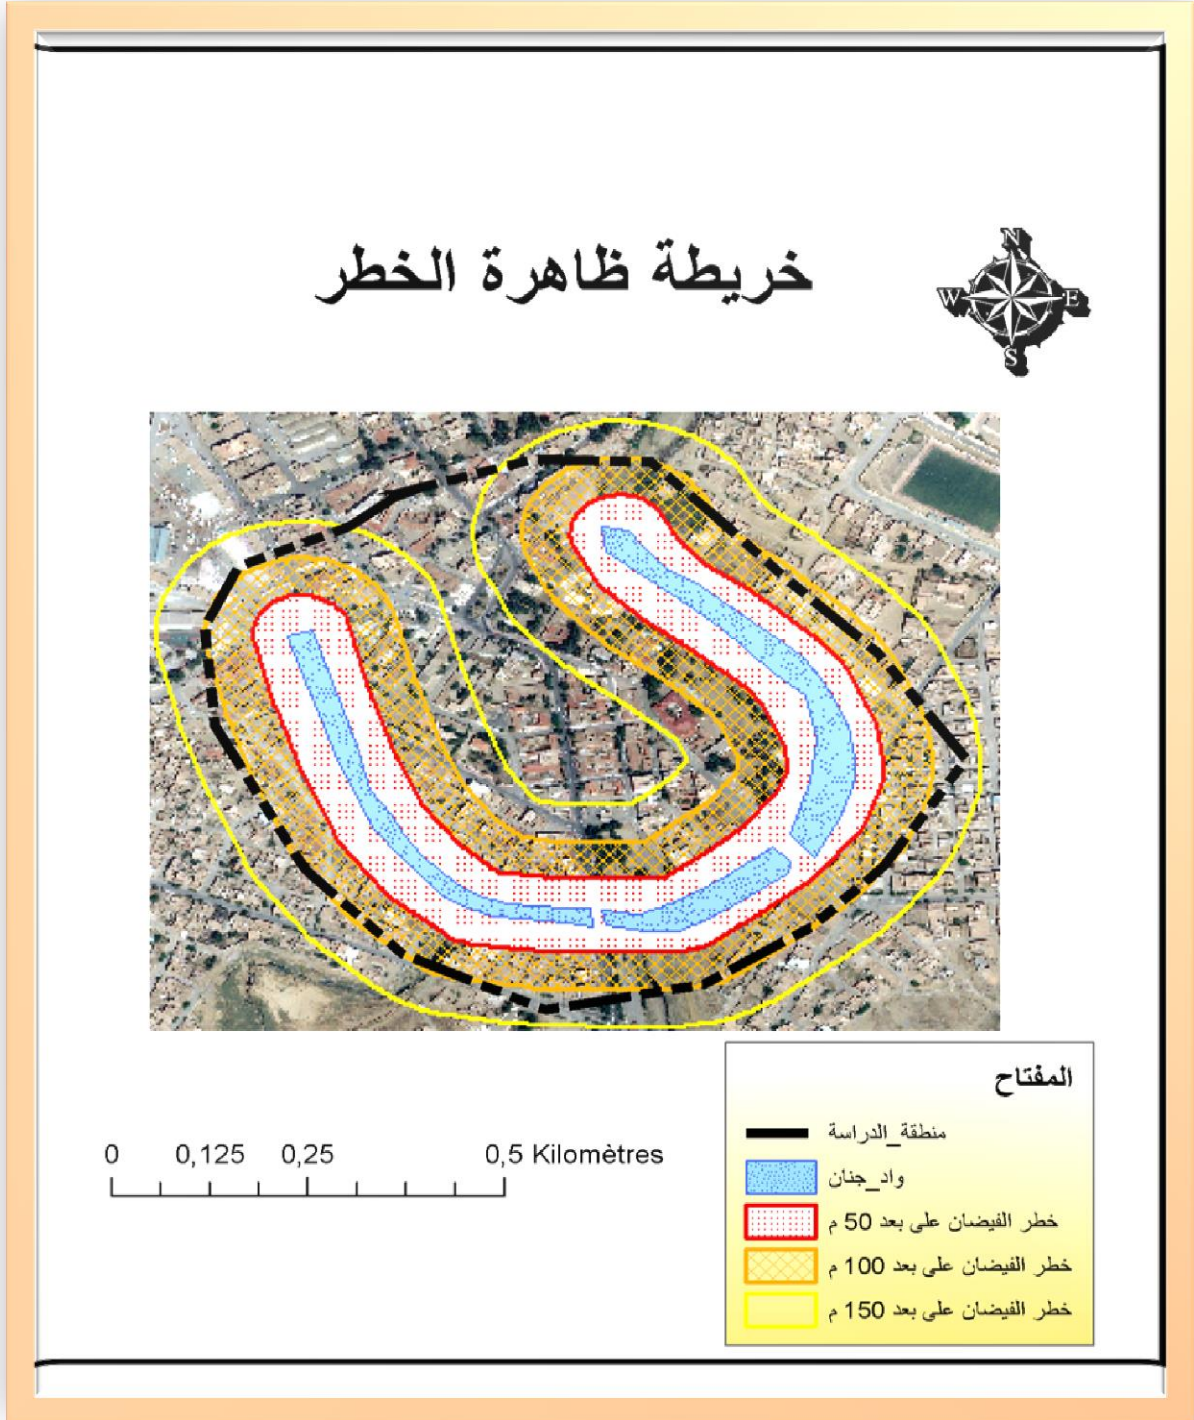 خريطة ظاهرة الخطر
N
W E
S
المفتاح
منطقة_الدراسة
واد_جنان
خطر الفيضان على بعد 50 م
خطر الفيضان على بعد 100 م
خطر الفيضان على بعد 150 م
0 0,125 0,25 0,5 Kilomètres